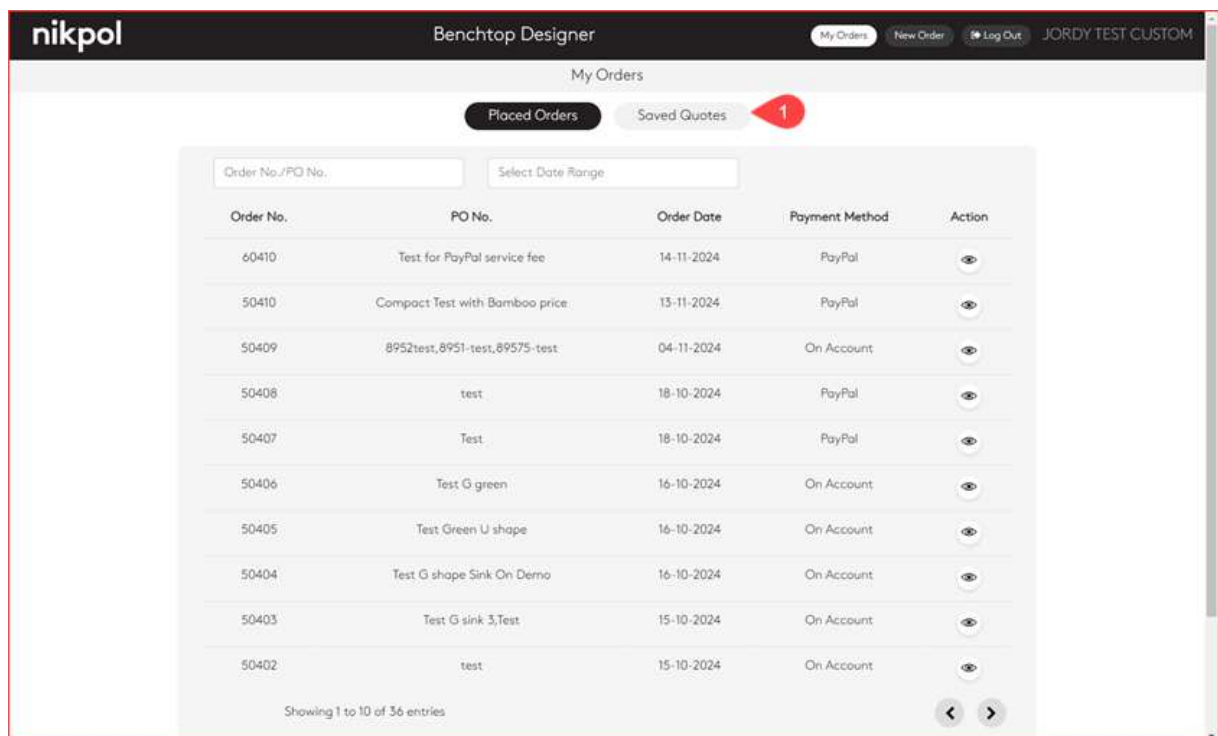 nikpol Benchtop Designer My Orders New Order Log Out JORDY TEST CUSTOM
My Orders
Placed Orders Saved Quotes 1
Order No./PO No. Select Date Range
Order No. PO No. Order Date Payment Method Action
60410 Test for PayPal service fee 14-11-2024 PayPal
50410 Compact Test with Bamboo price 13-11-2024 PayPal
50409 8952test,8951-test,89575-test 04-11-2024 On Account
50408 test 18-10-2024 PayPal
50407 Test 18-10-2024 PayPal
50406 Test G green 16-10-2024 On Account
50405 Test Green U shape 16-10-2024 On Account
50404 Test G shape Sink On Demo 16-10-2024 On Account
50403 Test G sink 3,Test 15-10-2024 On Account
50402 test 15-10-2024 On Account
Showing 1 to 10 of 36 entries